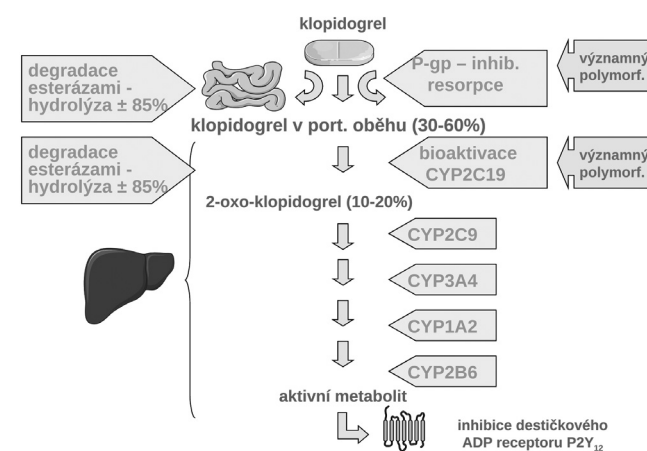 klopidogrel
degradace
esterázami -
hydrolýza ± 85%
P-gp – inhib.
resorpce
významný
polymorf.
klopidogrel v port. oběhu (30-60%)
degradace
esterázami -
hydrolýza ± 85%
bioaktivace
CYP2C19
významný
polymorf.
2-oxo-klopidogrel (10-20%)
CYP2C9
CYP3A4
CYP1A2
CYP2B6
aktivní metabolit
inhibice destičkového
ADP receptoru P2Y₁₂